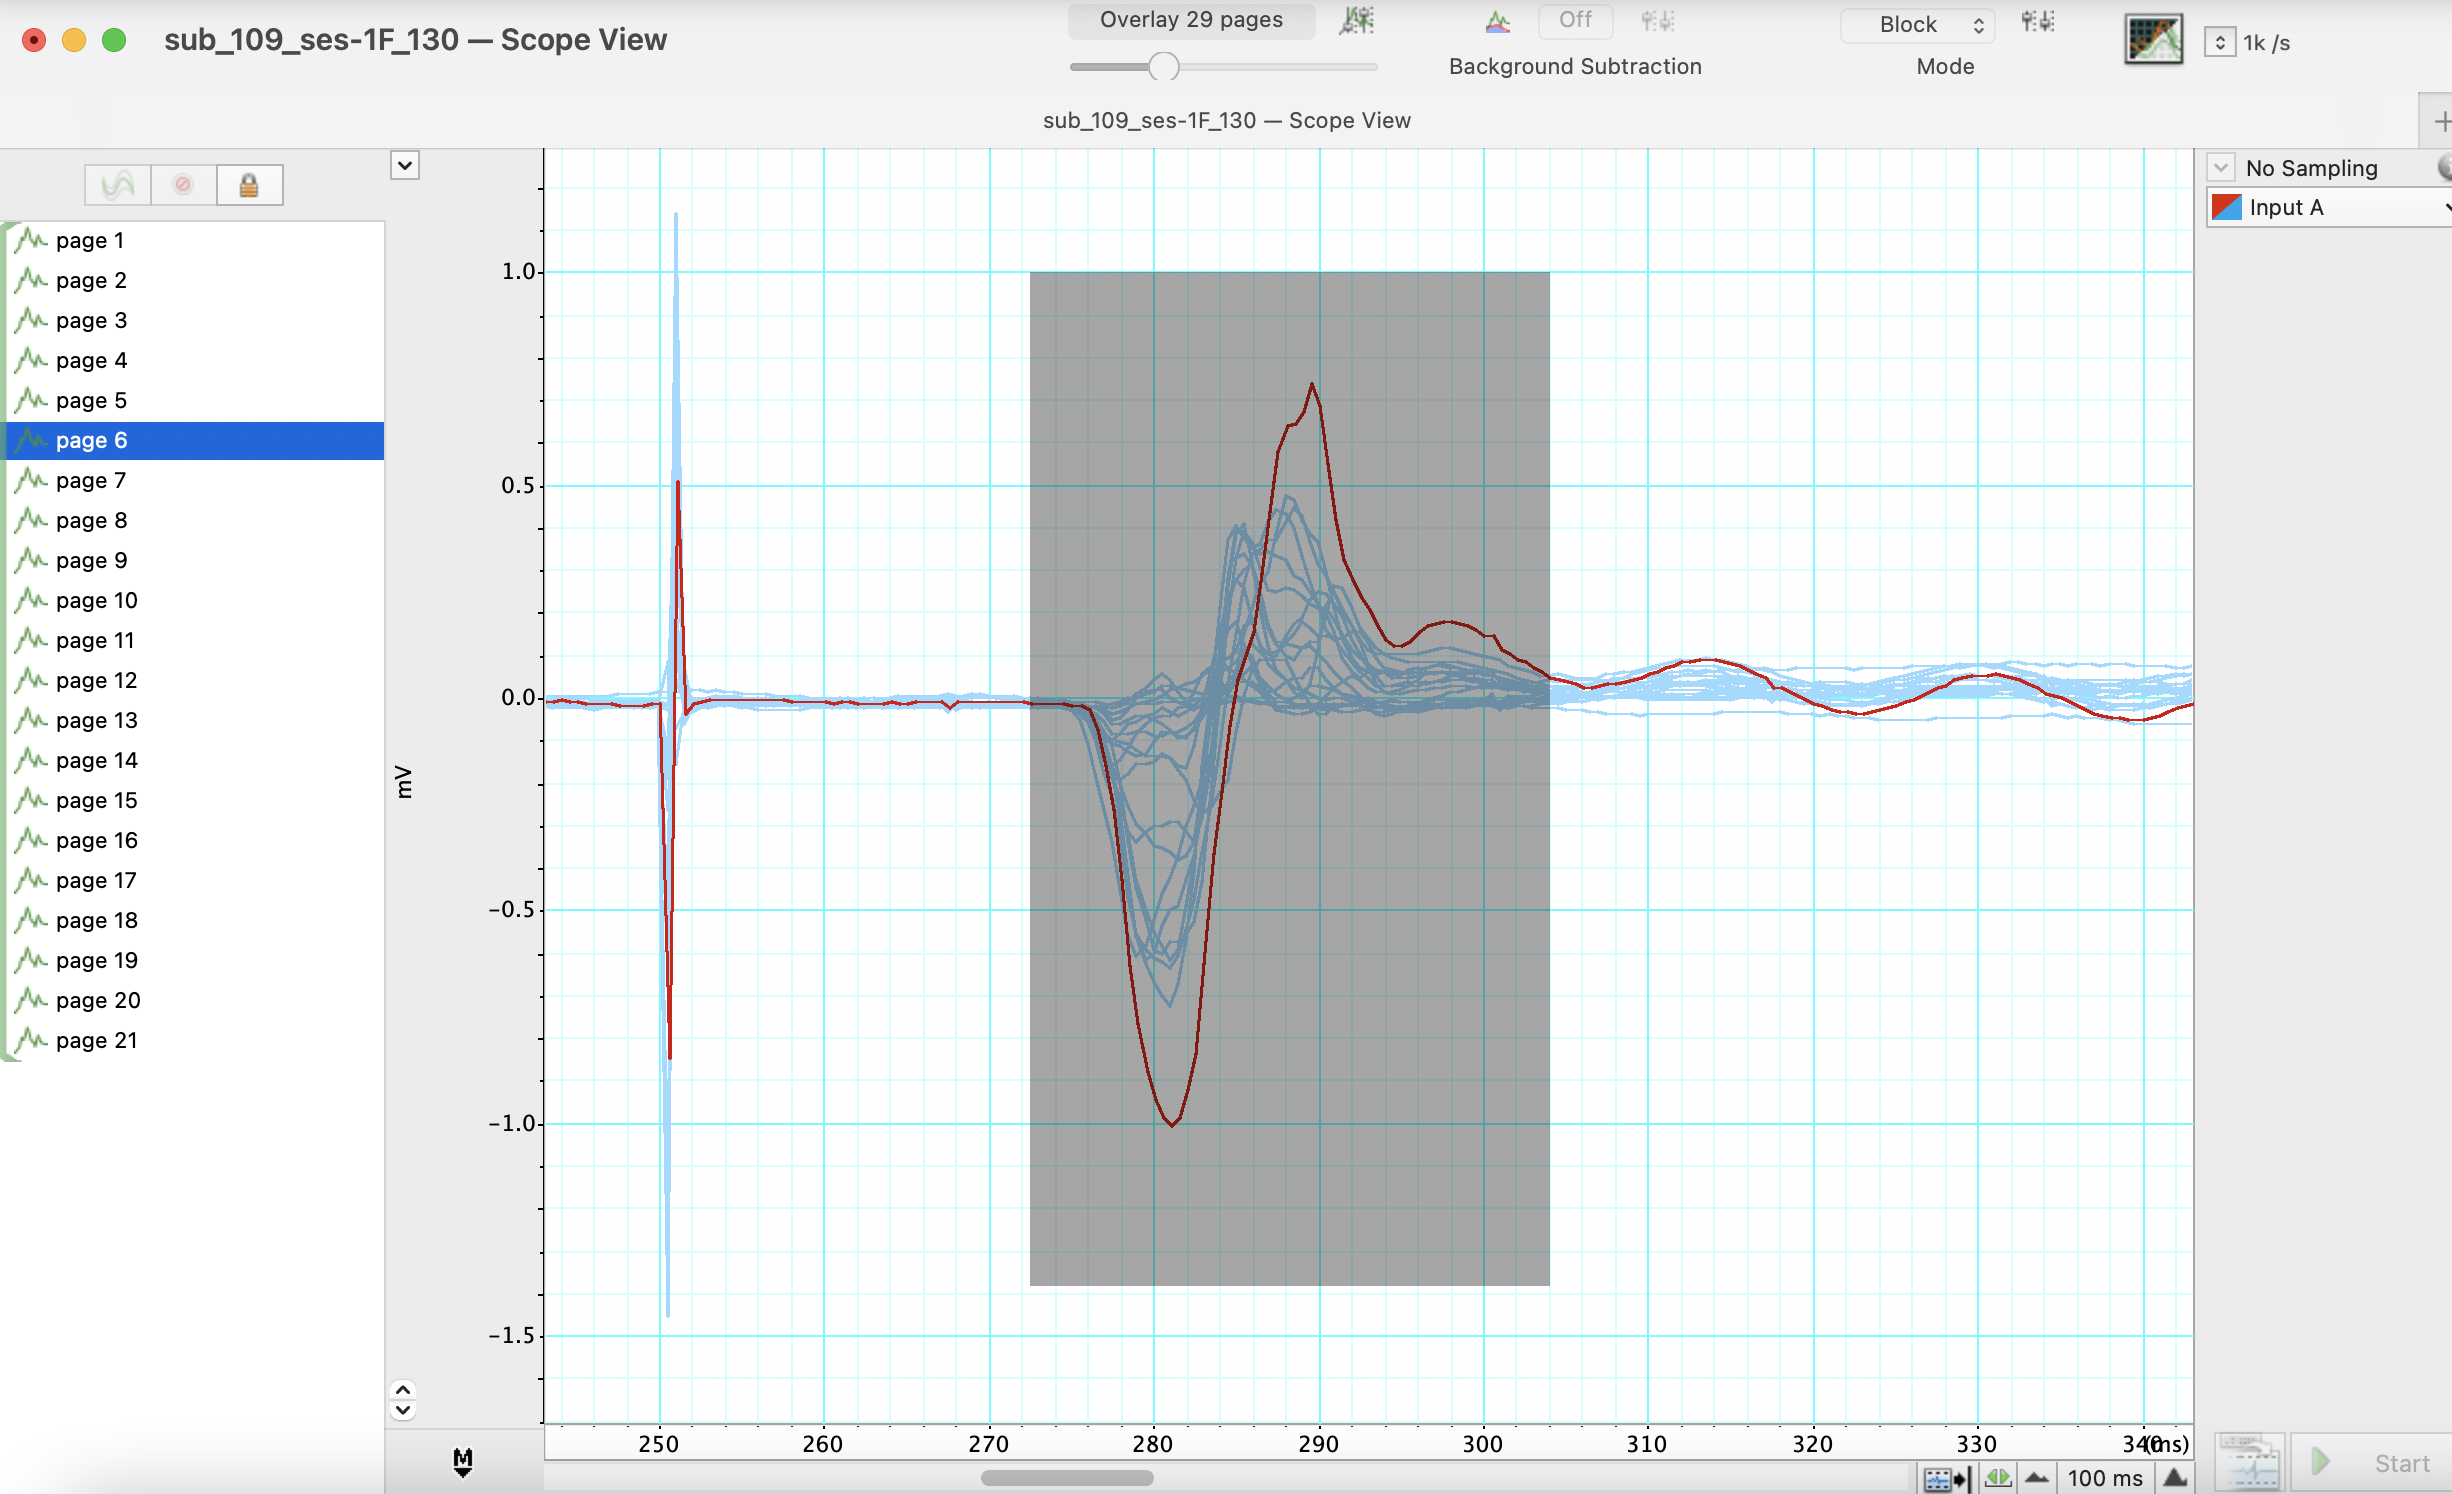 sub_109_ses-1F_130 — Scope View
Overlay 29 pages
Off
Background Subtraction
Block
Mode
1k /s
sub_109_ses-1F_130 — Scope View
No Sampling
Input A
page 1
page 2
page 3
page 4
page 5
page 6
page 7
page 8
page 9
page 10
page 11
page 12
page 13
page 14
page 15
page 16
page 17
page 18
page 19
page 20
page 21
1.0
0.5
0.0
−0.5
−1.0
−1.5
mV
250 260 270 280 290 300 310 320 330 340 (ms)
M
100 ms
Start